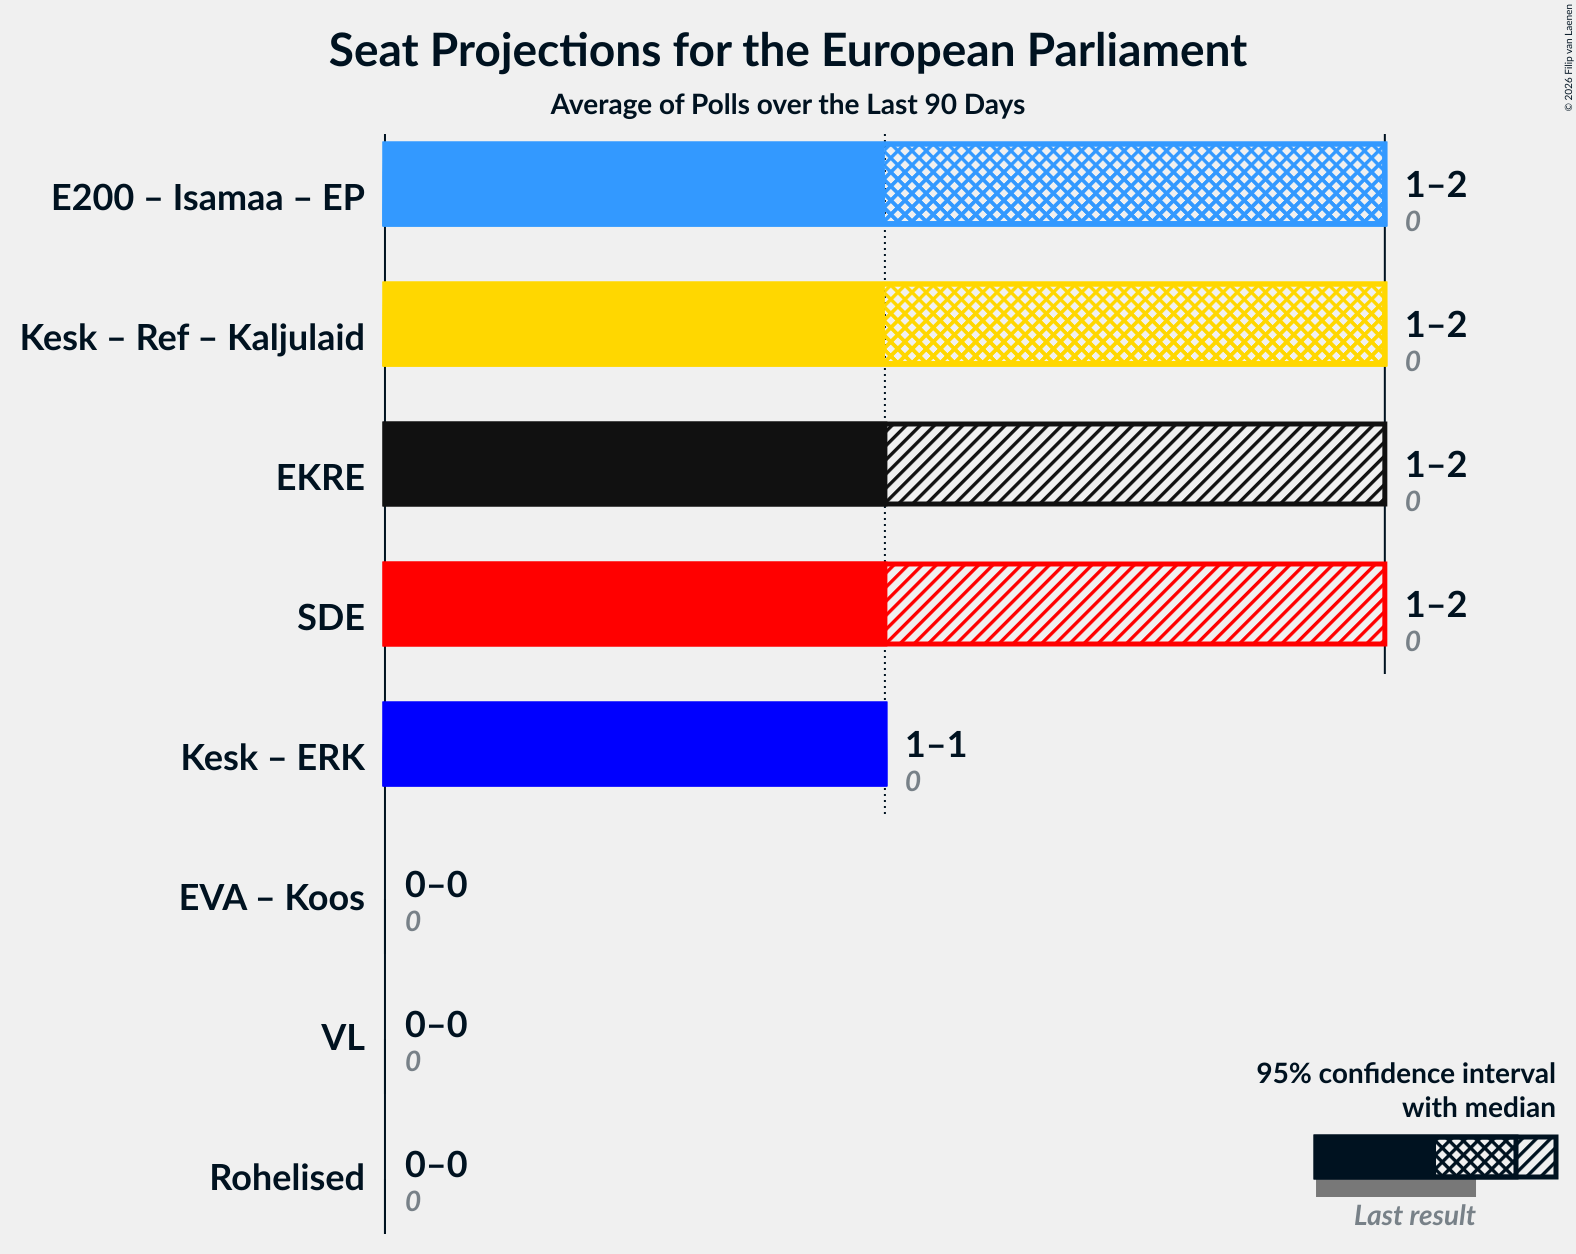 Seat Projections for the European Parliament
Average of Polls over the Last 90 Days
© 2026 Filip van Laenen
E200 – Isamaa – EP
1–2
0
Kesk – Ref – Kaljulaid
1–2
0
EKRE
1–2
0
SDE
1–2
0
Kesk – ERK
1–1
0
EVA – Koos
0–0
0
VL
0–0
0
Rohelised
0–0
0
95% confidence interval
with median
Last result